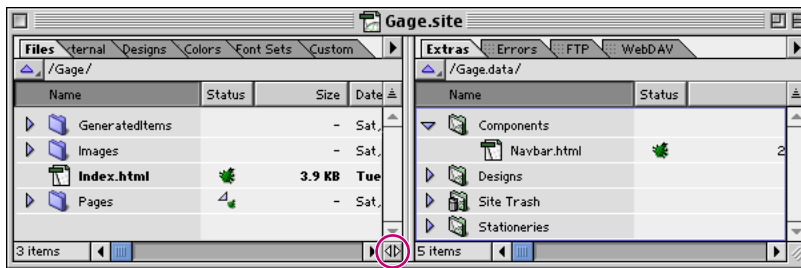 Gage.site
Files xternal Designs Colors Font Sets Custom
/Gage/
Name Status Size Date
GeneratedItems - Sat,
Images - Sat,
Index.html 3.9 KB Tue
Pages - Sat,
3 items
Extras Errors FTP WebDAV
/Gage.data/
Name Status
Components
Navbar.html 2
Designs
Site Trash
Stationeries
5 items